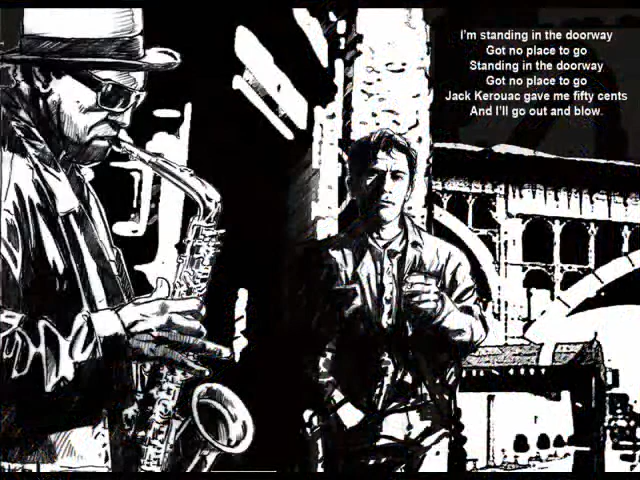 I'm standing in the doorway
Got no place to go
Standing in the doorway
Got no place to go
Jack Kerouac gave me fifty cents
And I'll go out and blow.